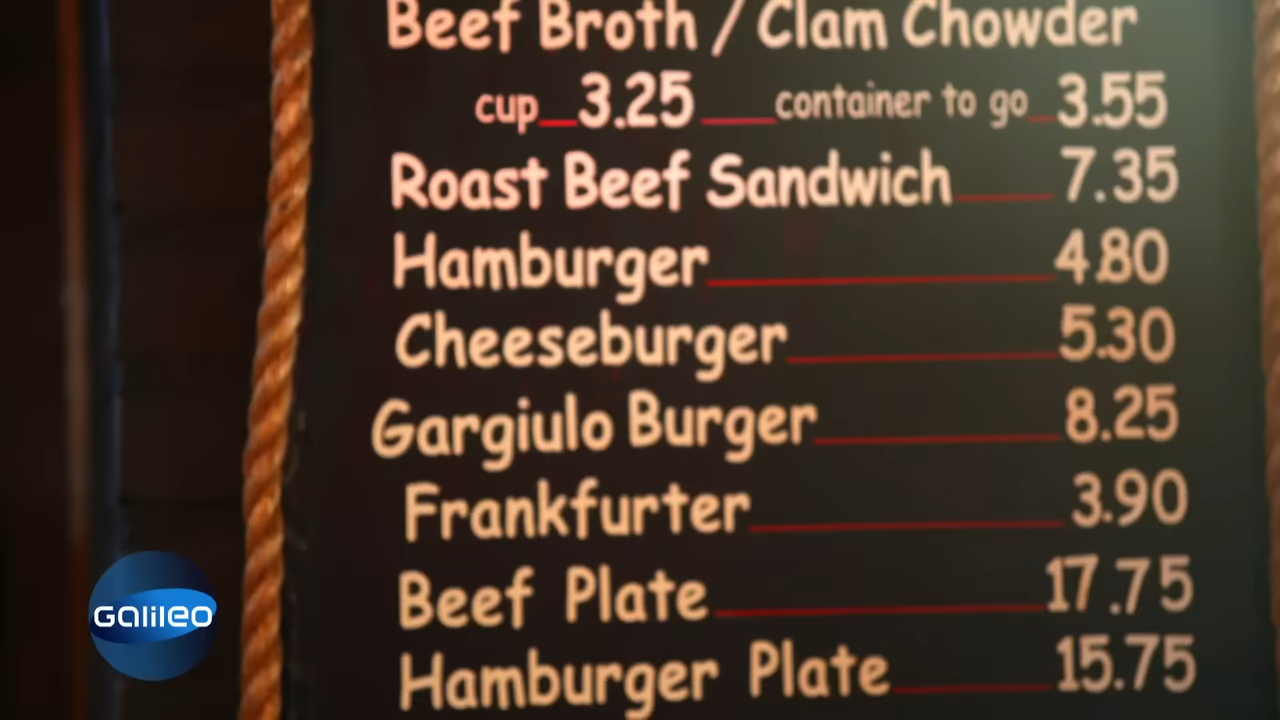 Beef Broth / Clam Chowder
cup 3.25 container to go 3.55
Roast Beef Sandwich 7.35
Hamburger 4.80
Cheeseburger 5.30
Gargiulo Burger 8.25
Frankfurter 3.90
Beef Plate 17.75
Hamburger Plate 15.75
Galileo